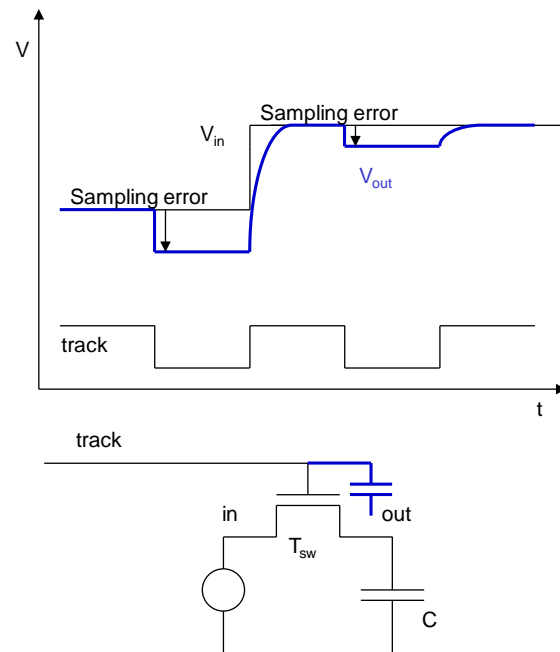 V
Sampling error
V_in
V_out
Sampling error
track
t
track
in
out
T_sw
C